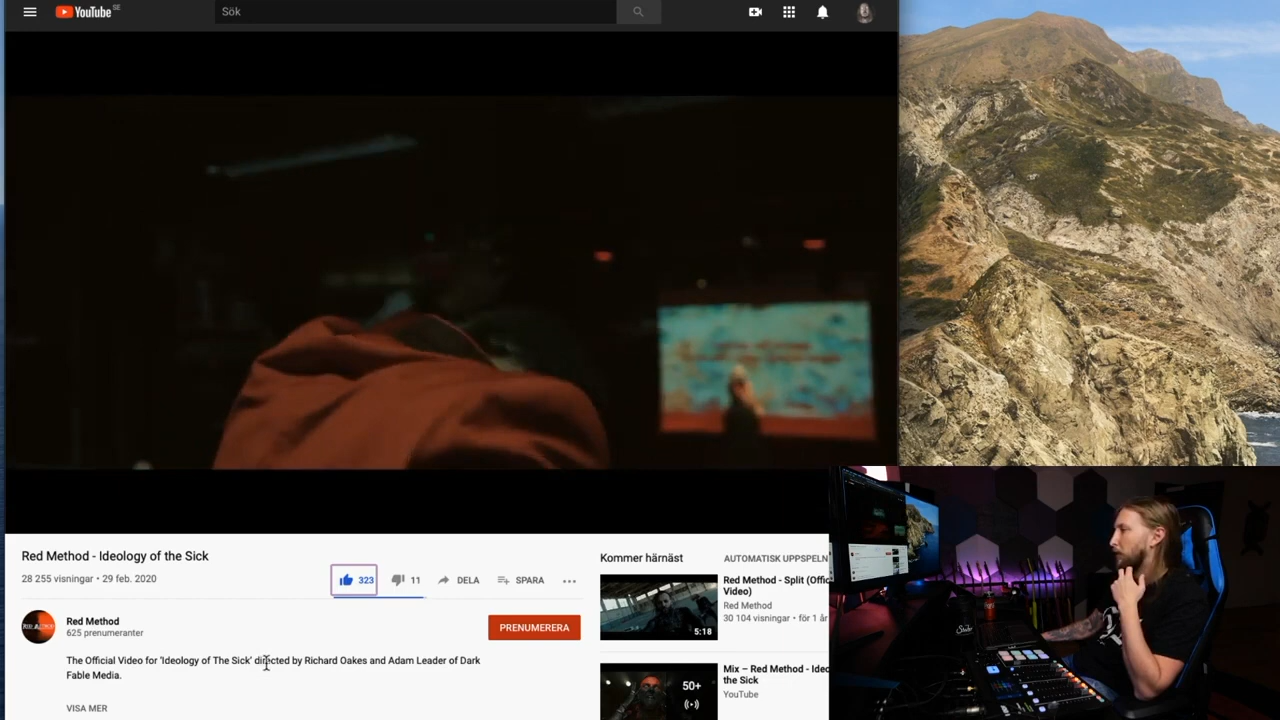 YouTube SE
Sök
Red Method - Ideology of the Sick
28 255 visningar • 29 feb. 2020
323
11
DELA
SPARA
Red Method
625 prenumeranter
PRENUMERERA
The Official Video for 'Ideology of The Sick' directed by Richard Oakes and Adam Leader of Dark
Fable Media.
VISA MER
Kommer härnäst
AUTOMATISK UPPSPELN
Red Method - Split (Offic
Video)
Red Method
30 104 visningar • för 1 år
5:18
Mix – Red Method - Ideo
the Sick
YouTube
50+